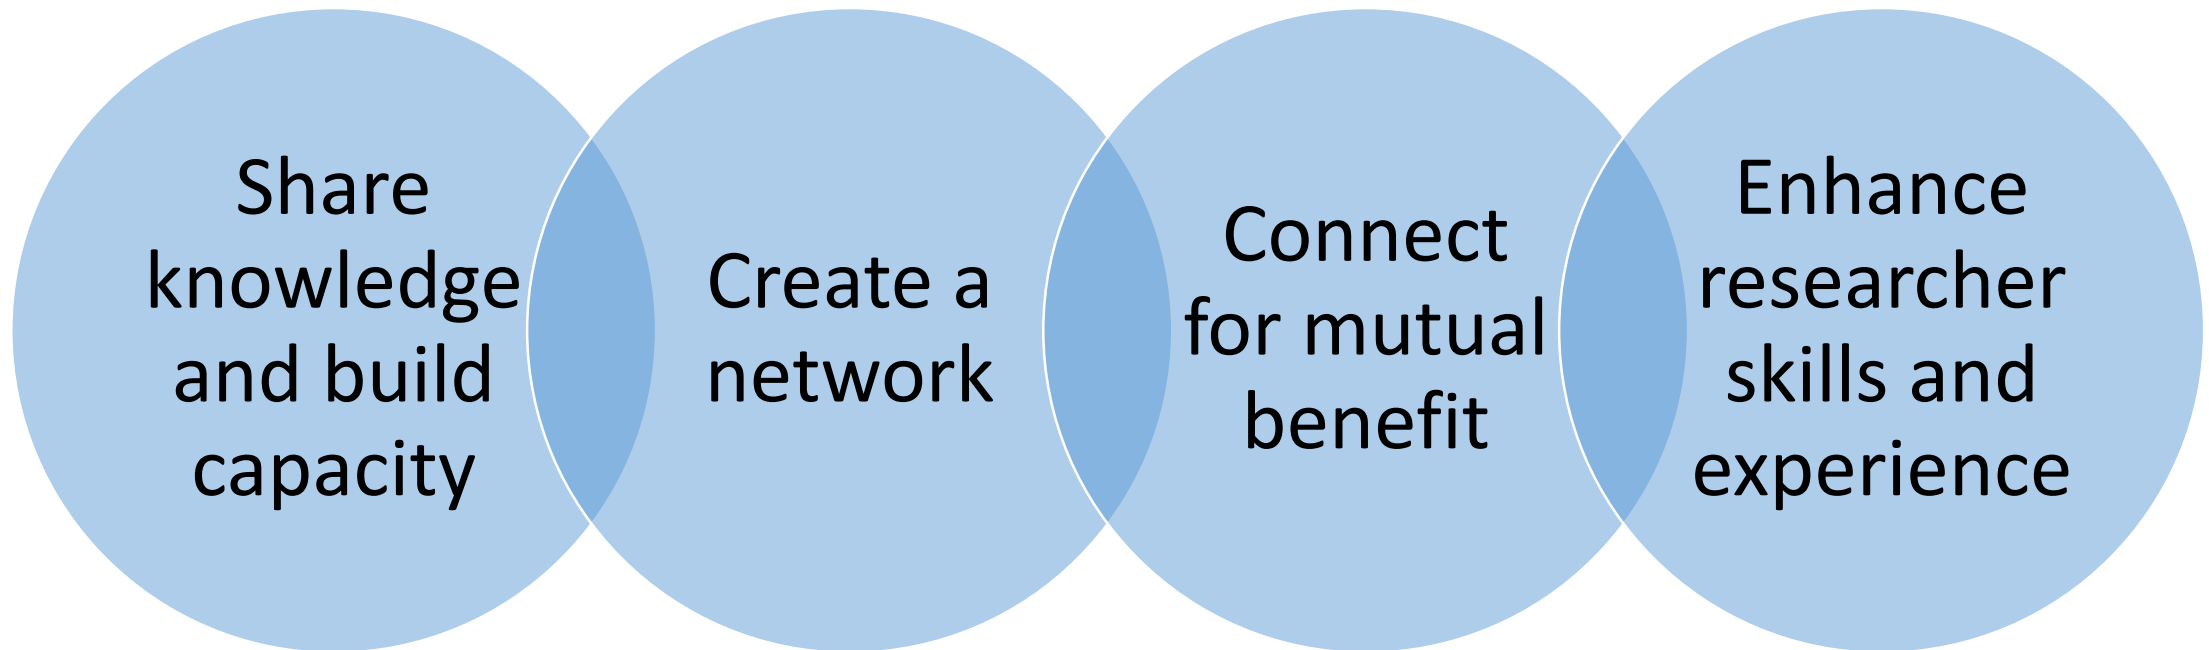 Share
knowledge
and build
capacity
Create a
network
Connect
for mutual
benefit
Enhance
researcher
skills and
experience